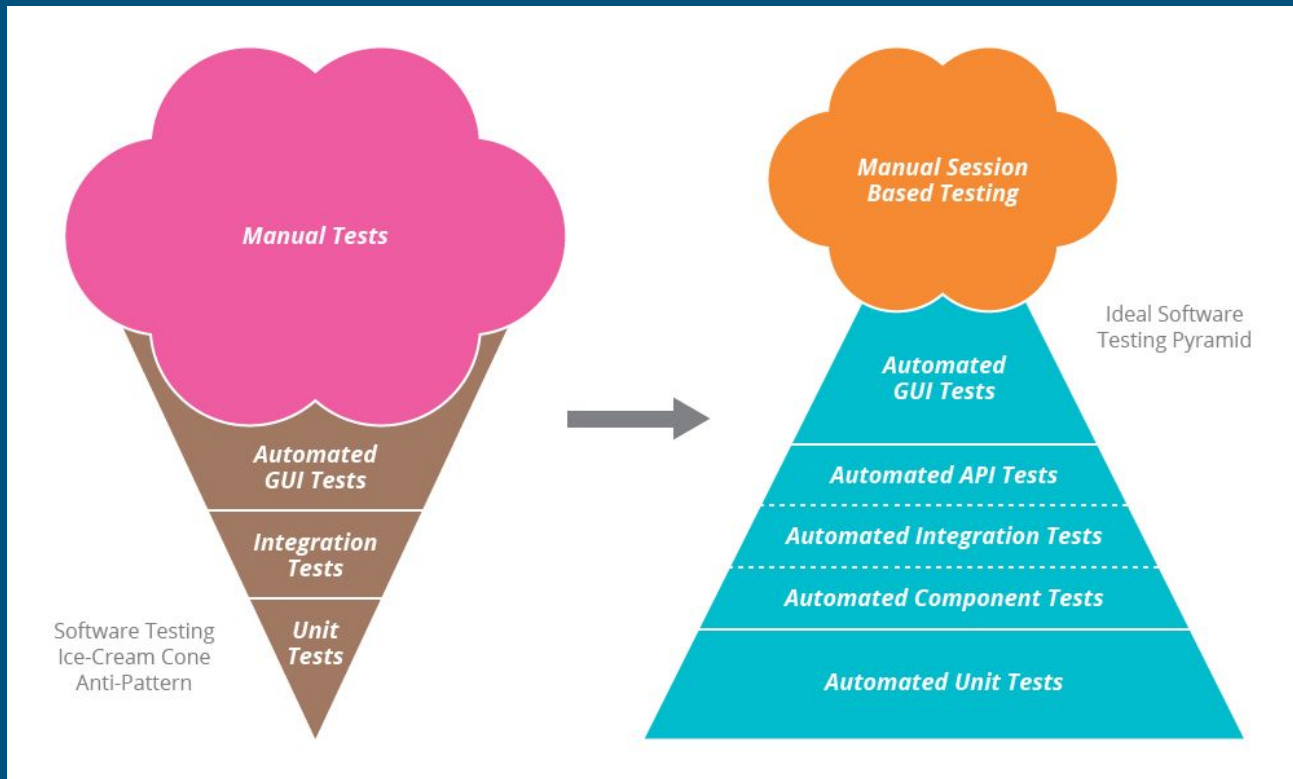 Manual Tests
Automated
GUI Tests
Integration
Tests
Unit
Tests
Software Testing
Ice-Cream Cone
Anti-Pattern
Manual Session
Based Testing
Ideal Software
Testing Pyramid
Automated
GUI Tests
Automated API Tests
Automated Integration Tests
Automated Component Tests
Automated Unit Tests